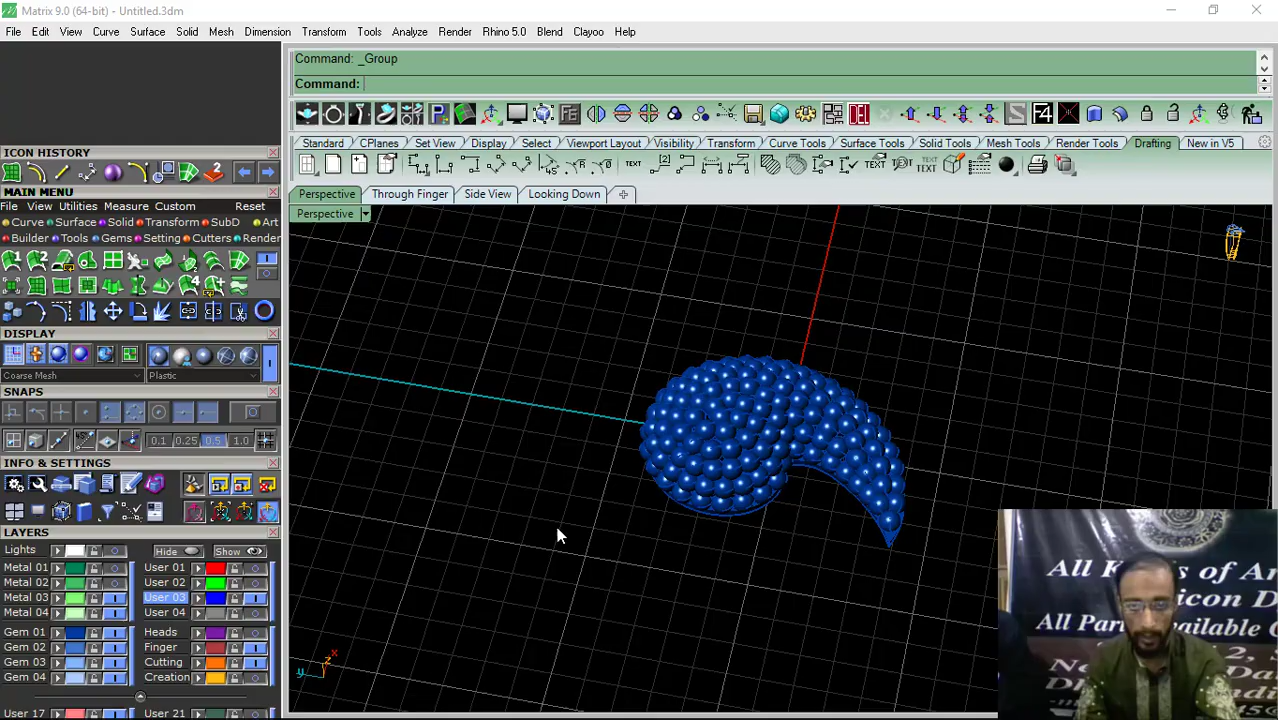 Matrix 9.0 (64-bit) - Untitled.3dm
File Edit View Curve Surface Solid Mesh Dimension Transform Tools Analyze Render Rhino 5.0 Blend Clayoo Help
Command: _Group
Command:
Standard CPlanes Set View Display Select Viewport Layout Visibility Transform Curve Tools Surface Tools Solid Tools Mesh Tools Render Tools Drafting New in V5
Perspective Through Finger Side View Looking Down
Perspective
ICON HISTORY
MAIN MENU
File View Utilities Measure Custom Reset
Curve Surface Solid Transform SubD Art
Builder Tools Gems Setting Cutters Render
DISPLAY
Coarse Mesh Plastic
SNAPS
0.1 0.25 0.5 1.0
INFO & SETTINGS
LAYERS
Lights Hide Show
Metal 01 User 01
Metal 02 User 02
Metal 03 User 03
Metal 04 User 04
Gem 01 Heads
Gem 02 Finger
Gem 03 Cutting
Gem 04 Creation
User 17 User 21
x
y
z
All K
of Ar
icon D
All Par
vailable